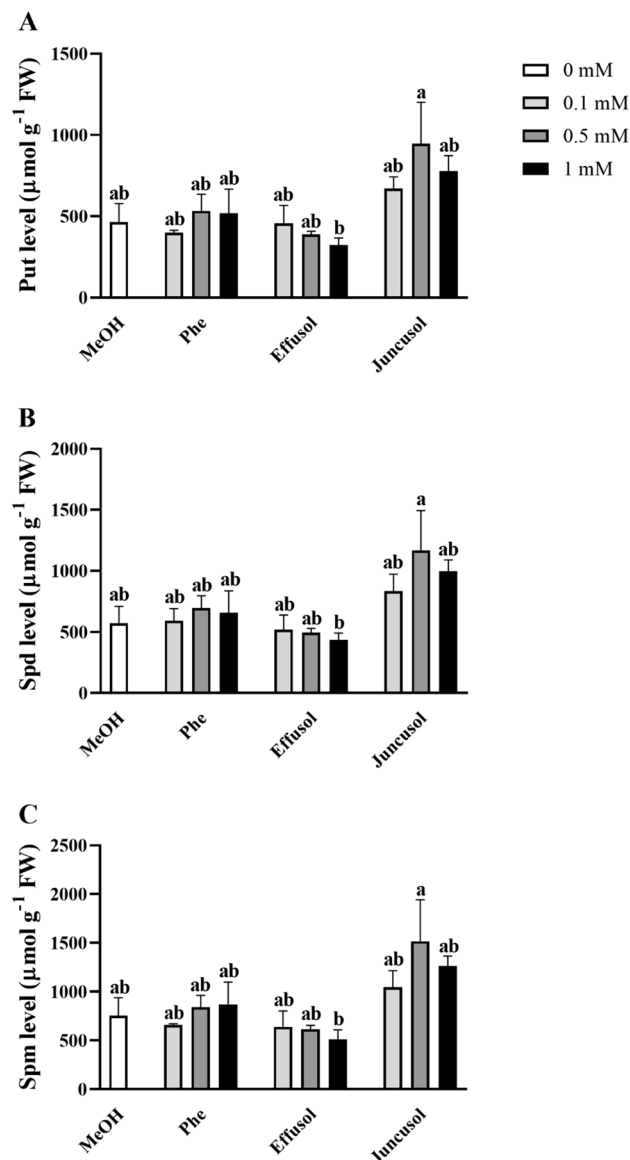 A
Put level (µmol g⁻¹ FW)
1500
1000
500
0
ab
ab
ab
ab
ab
ab
b
ab
a
ab
MeOH
Phe
Effusol
Juncusol
0 mM
0.1 mM
0.5 mM
1 mM
B
Spd level (µmol g⁻¹ FW)
2000
1500
1000
500
0
ab
ab
ab
ab
ab
ab
b
ab
a
ab
MeOH
Phe
Effusol
Juncusol
C
Spm level (µmol g⁻¹ FW)
2500
2000
1500
1000
500
0
ab
ab
ab
ab
ab
ab
b
ab
a
ab
MeOH
Phe
Effusol
Juncusol